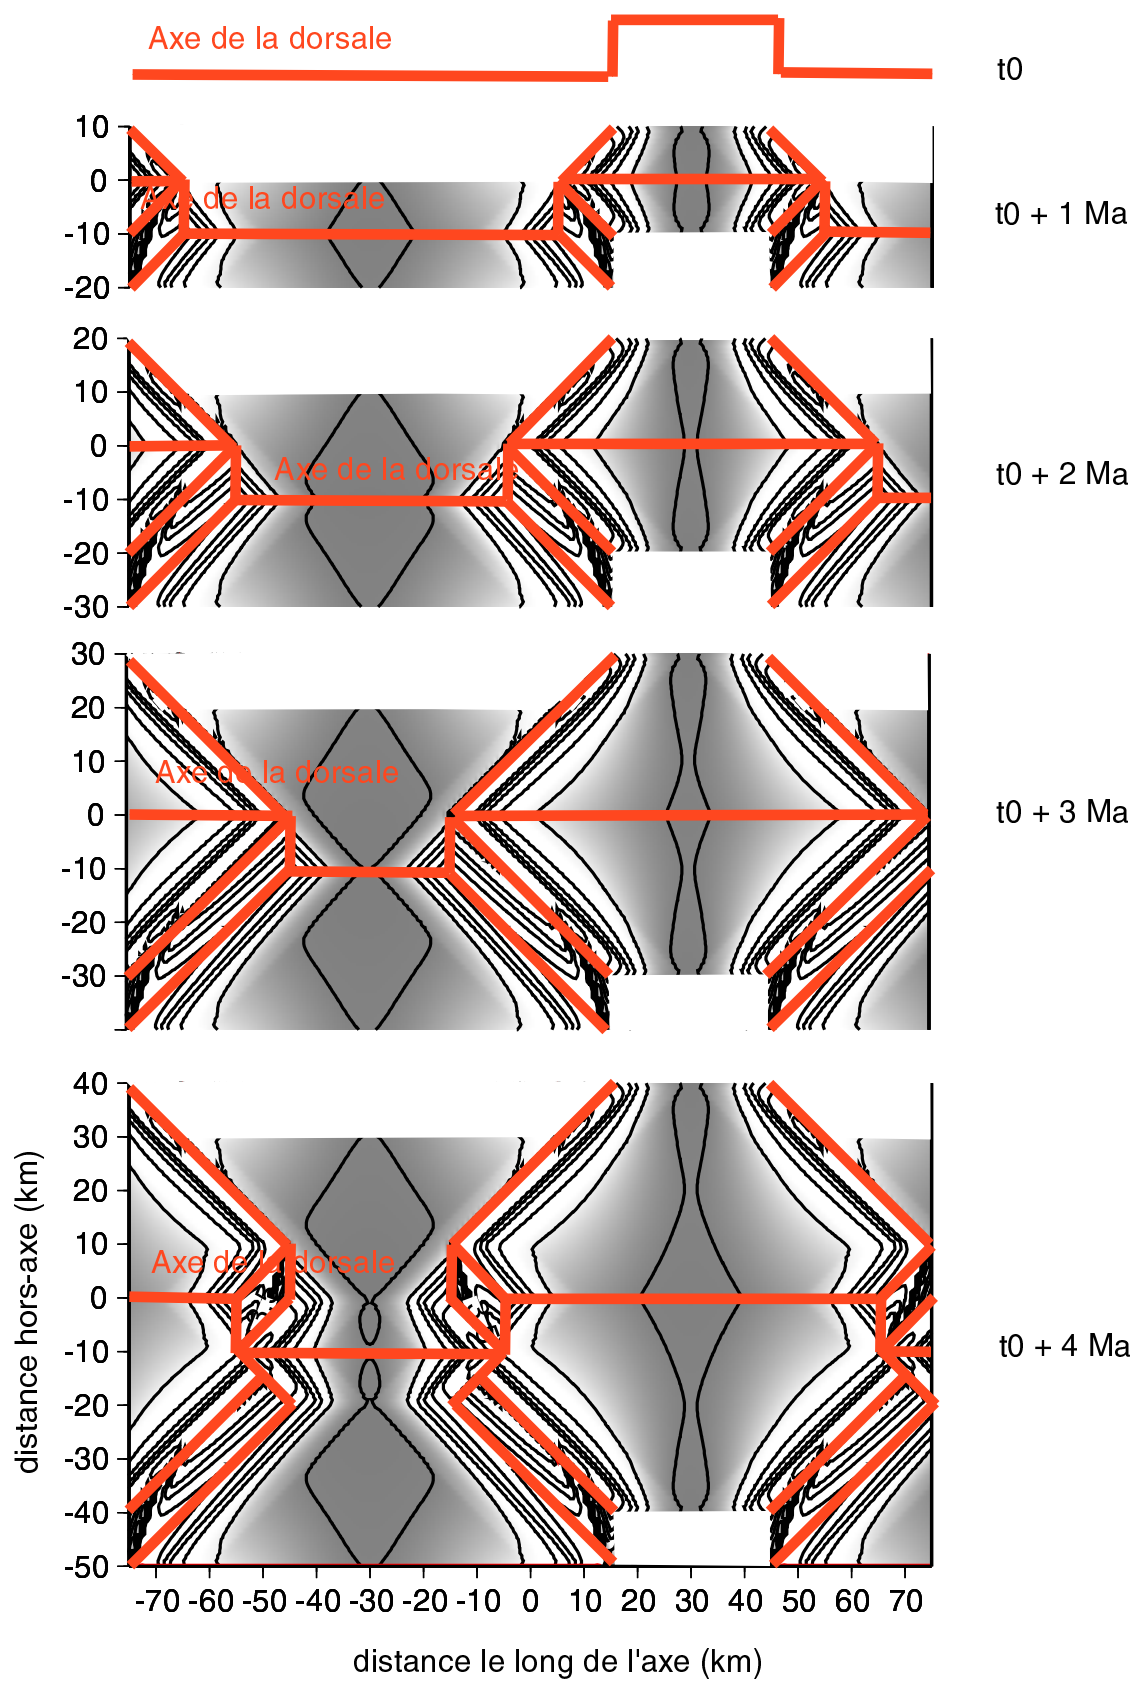 Axe de la dorsale
t0
10
0
-10
-20
Axe de la dorsale
t0 + 1 Ma
20
10
0
-10
-20
-30
Axe de la dorsale
t0 + 2 Ma
30
20
10
0
-10
-20
-30
Axe de la dorsale
t0 + 3 Ma
40
30
20
10
0
-10
-20
-30
-40
-50
Axe de la dorsale
t0 + 4 Ma
distance hors-axe (km)
-70 -60 -50 -40 -30 -20 -10 0 10 20 30 40 50 60 70
distance le long de l'axe (km)